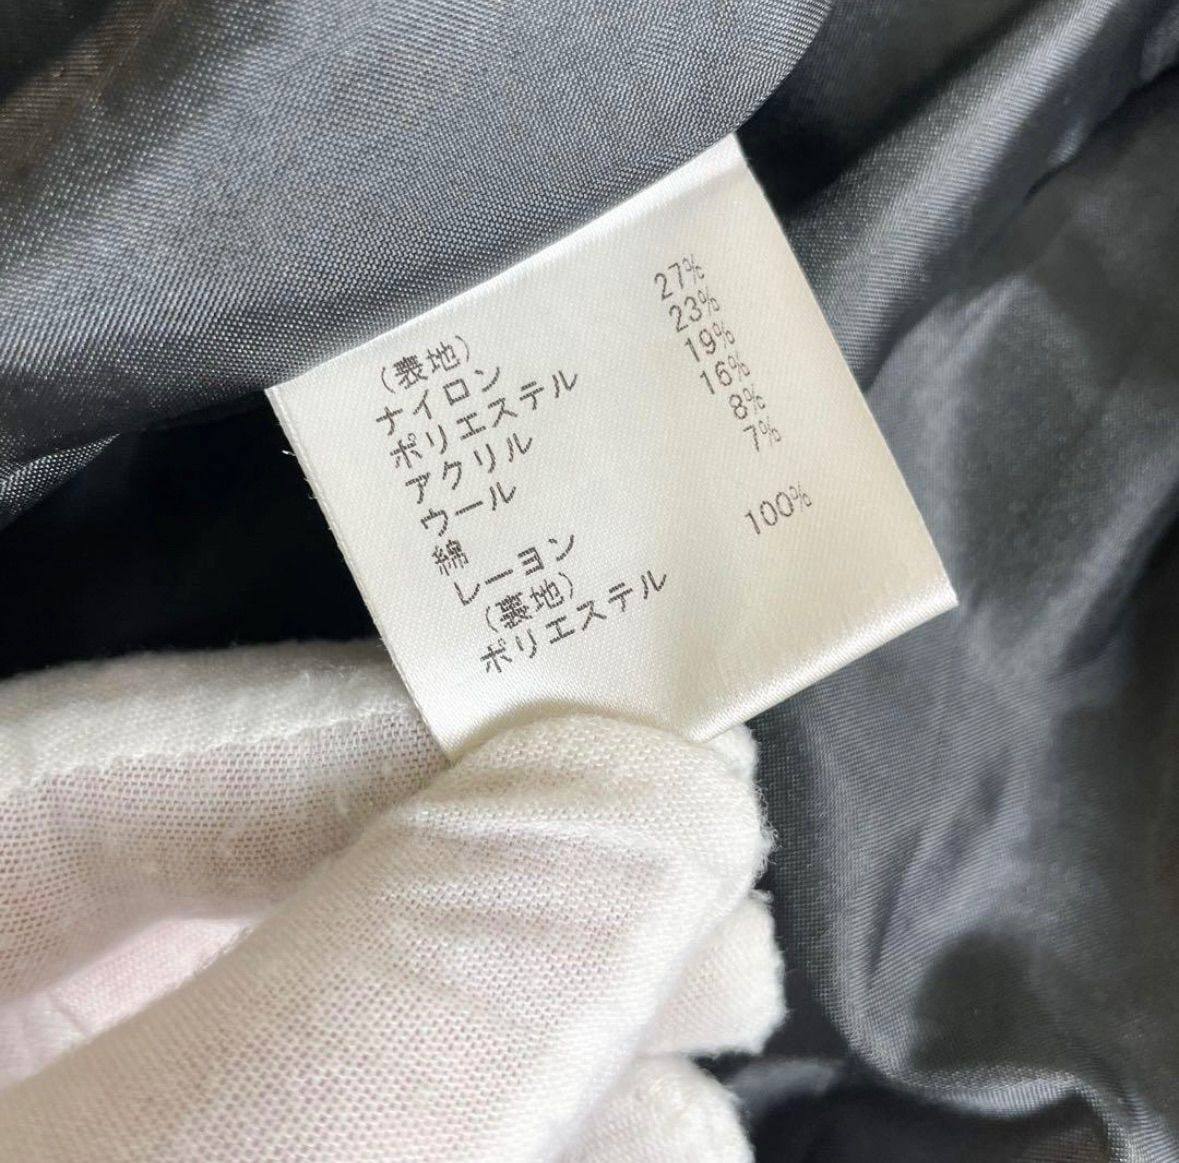 (表地)
ナイロン 27%
ポリエステル 23%
アクリル 19%
ウール 16%
綿 8%
レーヨン 7%
(裏地)
ポリエステル 100%